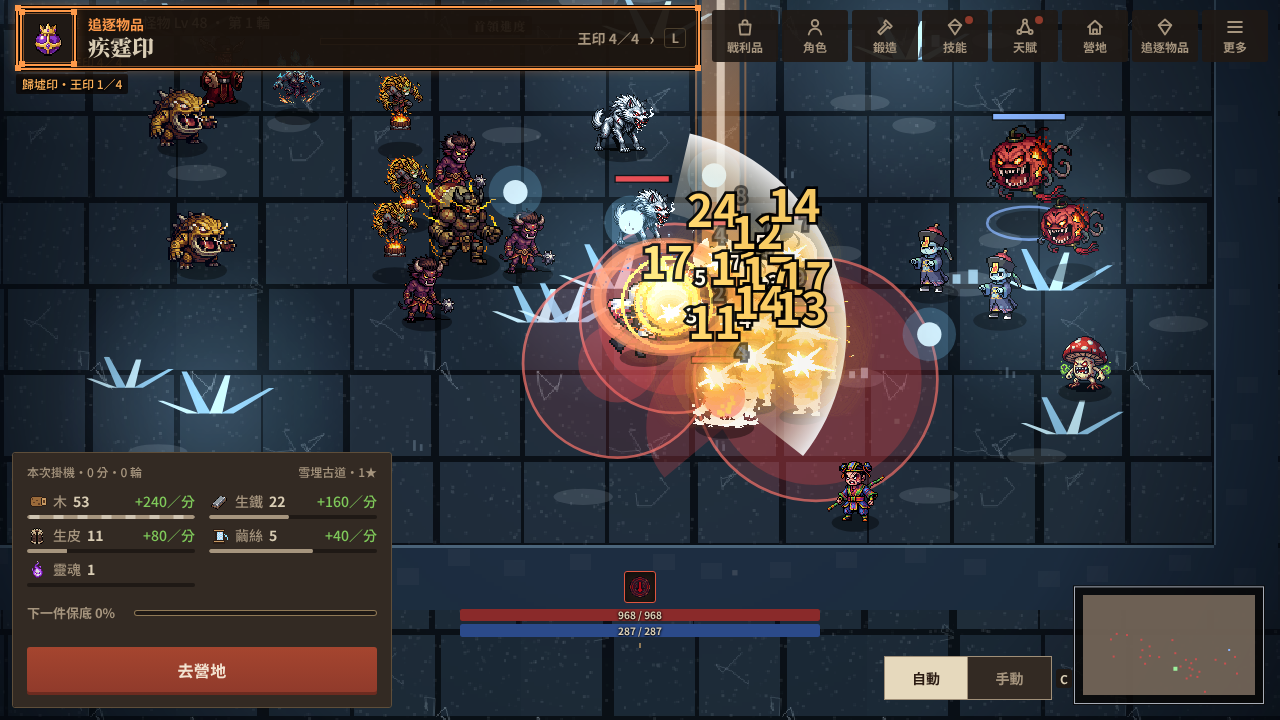 追逐物品
疾霆印
王印 4／4 › L
歸墟印・王印 1／4
戰利品
角色
鍛造
技能
天賦
營地
追逐物品
更多
24
14
12
17
5
17
14
13
11
4
本次掛機・0 分・0 輪
雪埋古道・1★
木 53 +240／分
生鐵 22 +160／分
生皮 11 +80／分
繭絲 5 +40／分
靈魂 1
下一件保底 0%
去營地
968 / 968
287 / 287
自動
手動
C